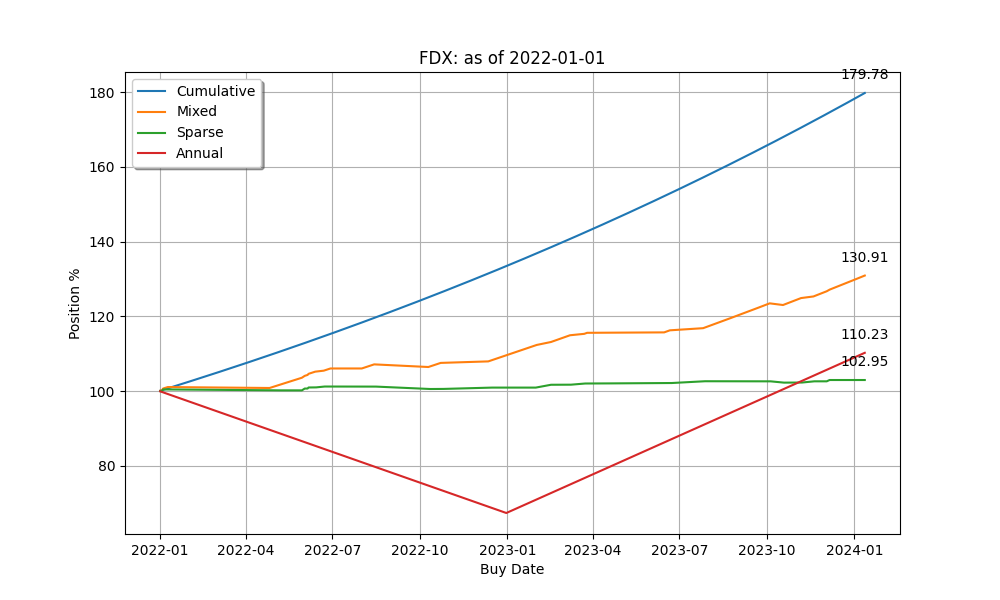 FDX: as of 2022-01-01
179.78
180
Cumulative
Mixed
Sparse
Annual
160
140
130.91
120
110.23
102.95
100
80
Position %
2022-01 2022-04 2022-07 2022-10 2023-01 2023-04 2023-07 2023-10 2024-01
Buy Date